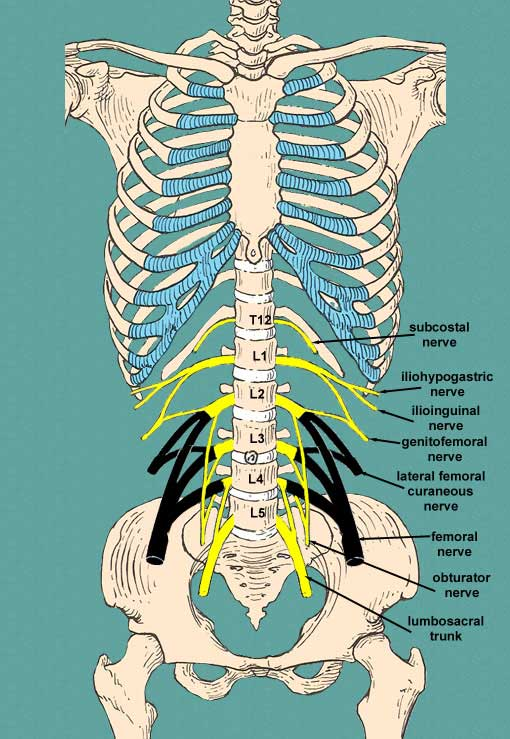 T12
subcostal
nerve
L1
iliohypogastric
nerve
L2
ilioinguinal
nerve
L3
genitofemoral
nerve
L4
lateral femoral
curaneous
nerve
L5
femoral
nerve
obturator
nerve
lumbosacral
trunk